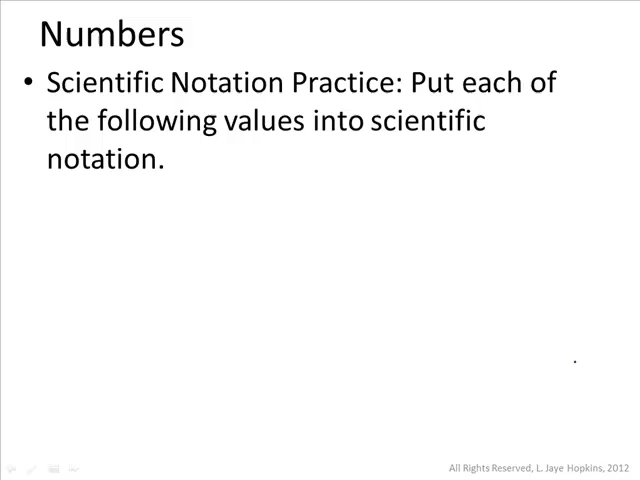 Numbers
• Scientific Notation Practice: Put each of
the following values into scientific
notation.
All Rights Reserved, L. Jaye Hopkins, 2012